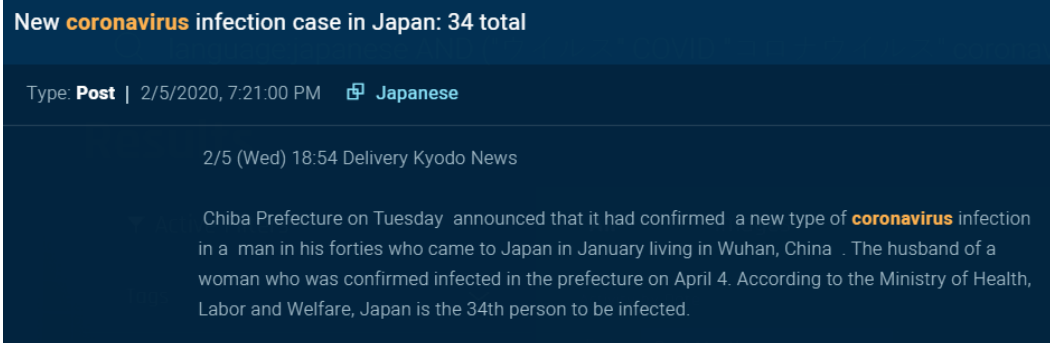 New coronavirus infection case in Japan: 34 total
Type: Post | 2/5/2020, 7:21:00 PM Japanese
2/5 (Wed) 18:54 Delivery Kyodo News
Chiba Prefecture on Tuesday announced that it had confirmed a new type of coronavirus infection
in a man in his forties who came to Japan in January living in Wuhan, China . The husband of a
woman who was confirmed infected in the prefecture on April 4. According to the Ministry of Health,
Labor and Welfare, Japan is the 34th person to be infected.